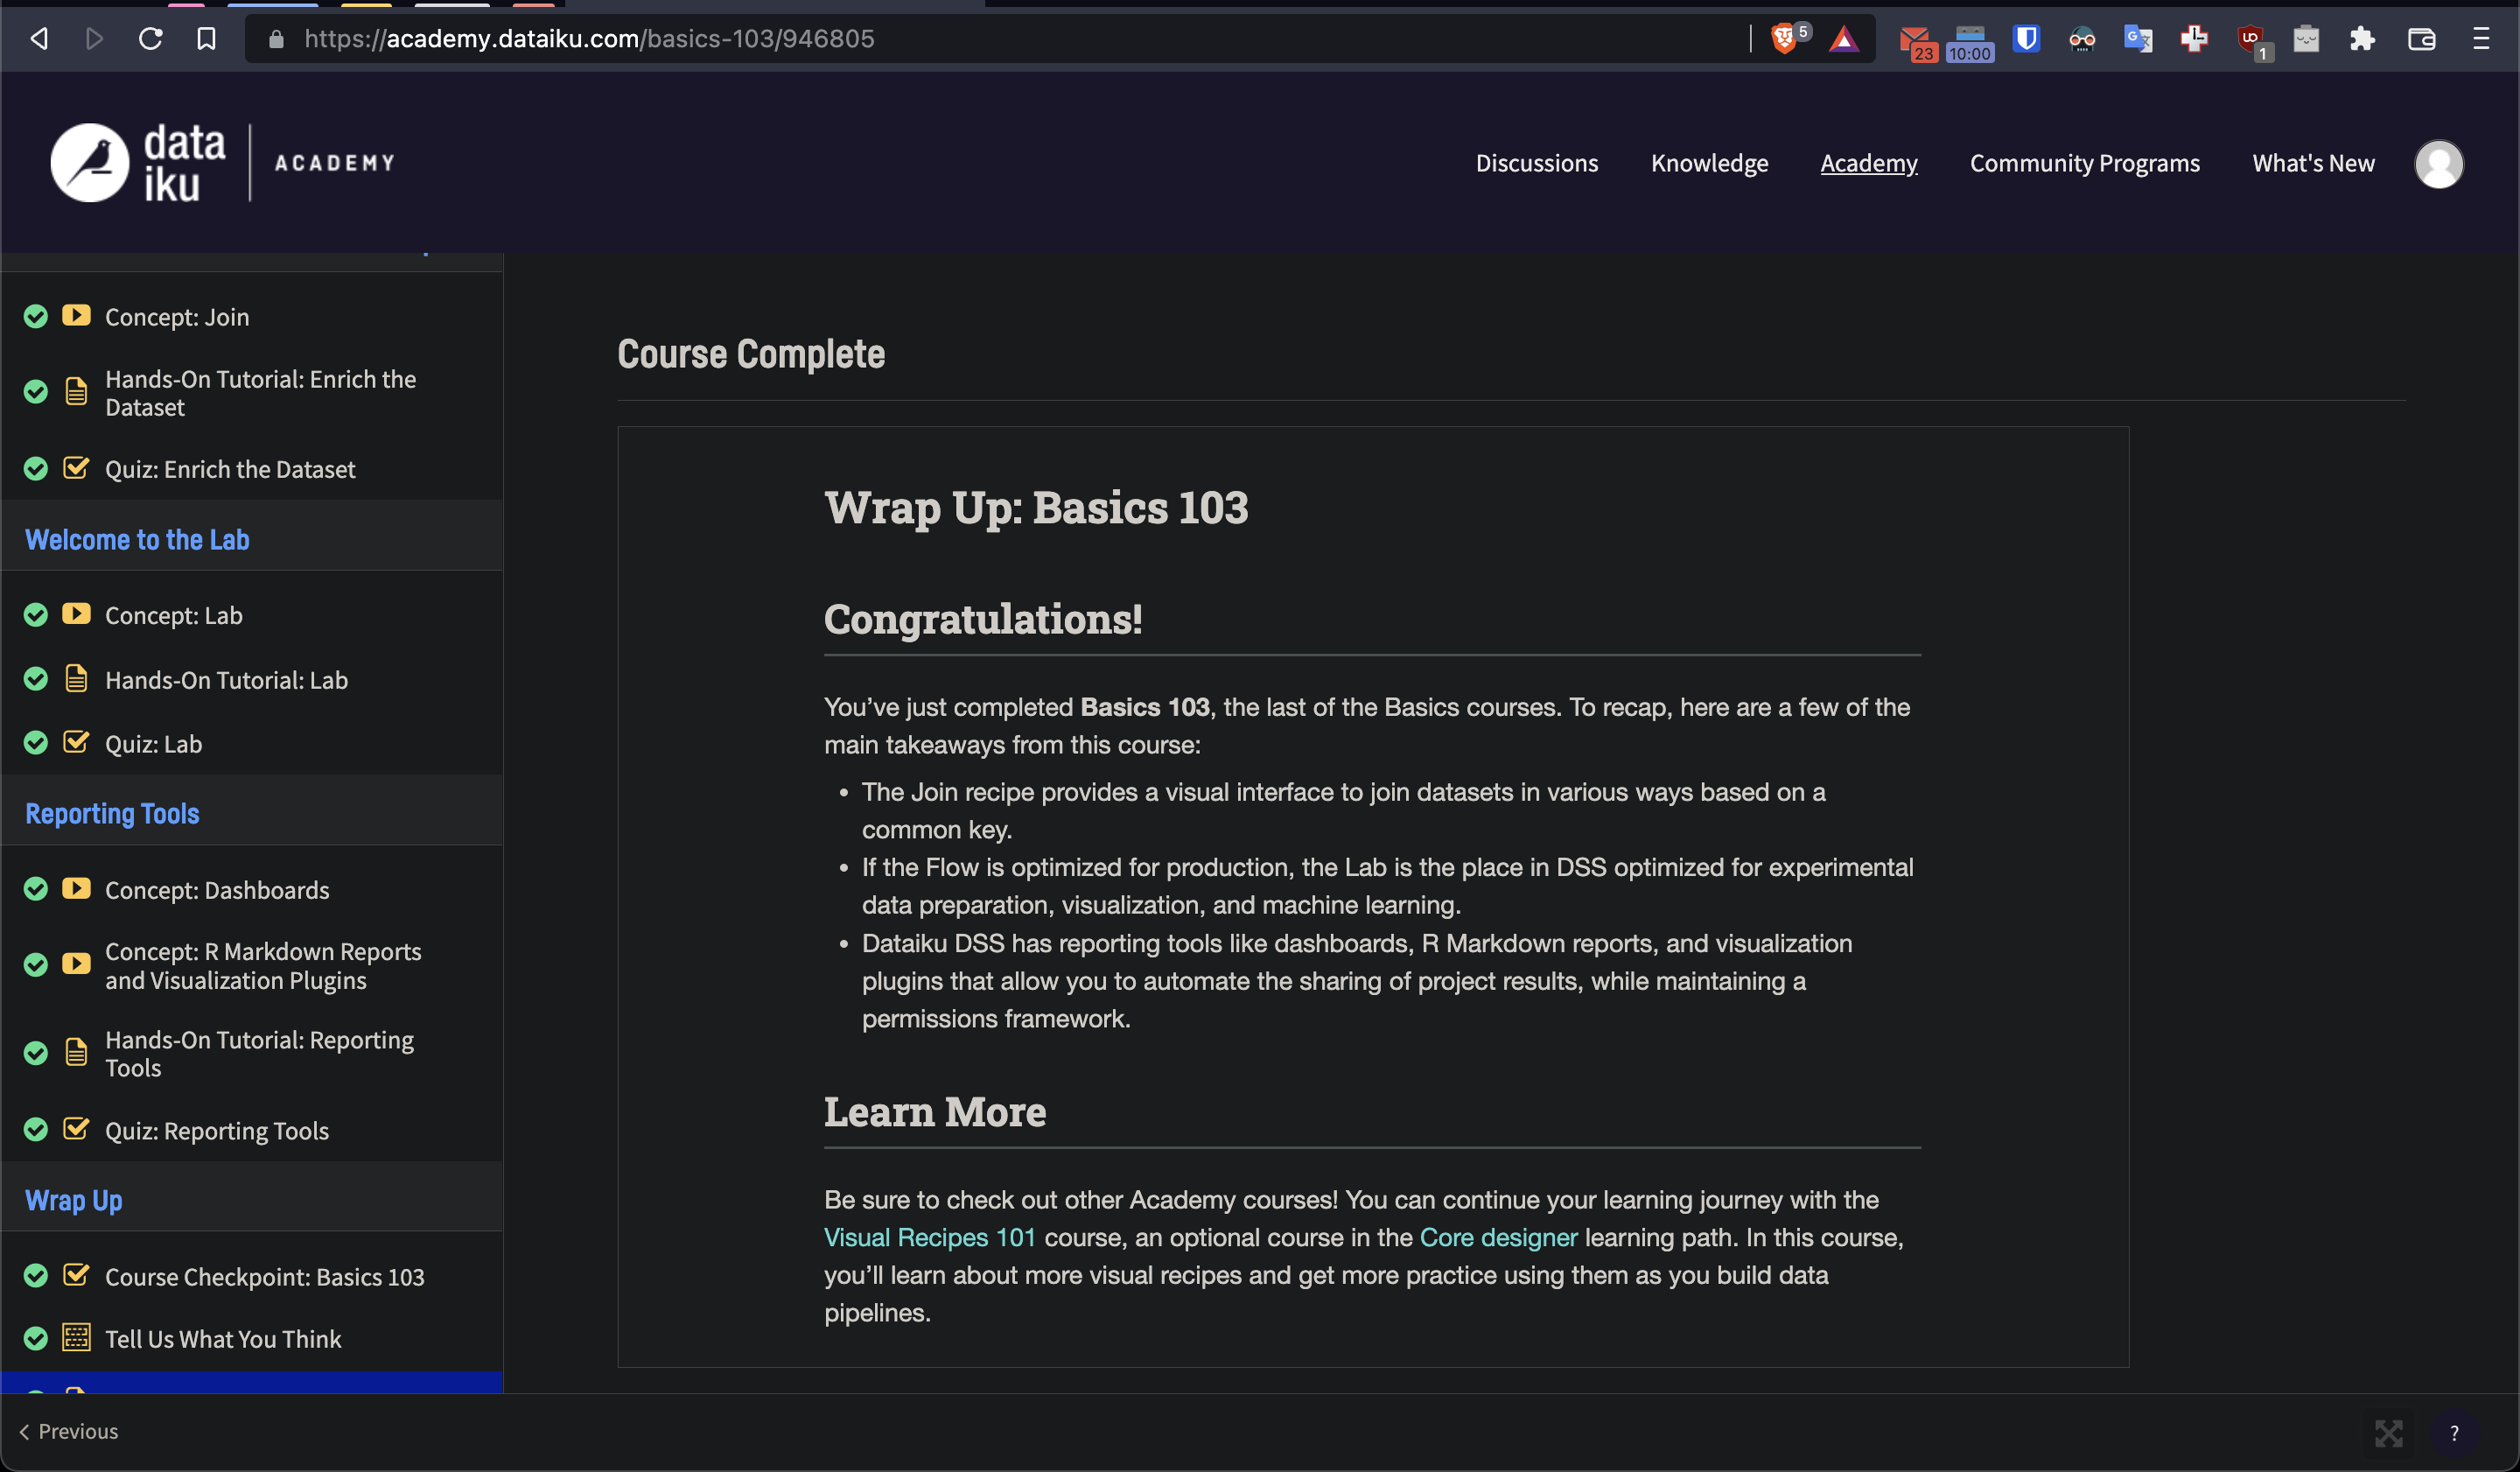 https://academy.dataiku.com/basics-103/946805
5
23
10:00
1
data
iku
ACADEMY
Discussions
Knowledge
Academy
Community Programs
What's New
Concept: Join
Hands-On Tutorial: Enrich the
Dataset
Quiz: Enrich the Dataset
Welcome to the Lab
Concept: Lab
Hands-On Tutorial: Lab
Quiz: Lab
Reporting Tools
Concept: Dashboards
Concept: R Markdown Reports
and Visualization Plugins
Hands-On Tutorial: Reporting
Tools
Quiz: Reporting Tools
Wrap Up
Course Checkpoint: Basics 103
Tell Us What You Think
Course Complete
Wrap Up: Basics 103
Congratulations!
You’ve just completed Basics 103, the last of the Basics courses. To recap, here are a few of the
main takeaways from this course:
• The Join recipe provides a visual interface to join datasets in various ways based on a
common key.
• If the Flow is optimized for production, the Lab is the place in DSS optimized for experimental
data preparation, visualization, and machine learning.
• Dataiku DSS has reporting tools like dashboards, R Markdown reports, and visualization
plugins that allow you to automate the sharing of project results, while maintaining a
permissions framework.
Learn More
Be sure to check out other Academy courses! You can continue your learning journey with the
Visual Recipes 101 course, an optional course in the Core designer learning path. In this course,
you’ll learn about more visual recipes and get more practice using them as you build data
pipelines.
Previous
?